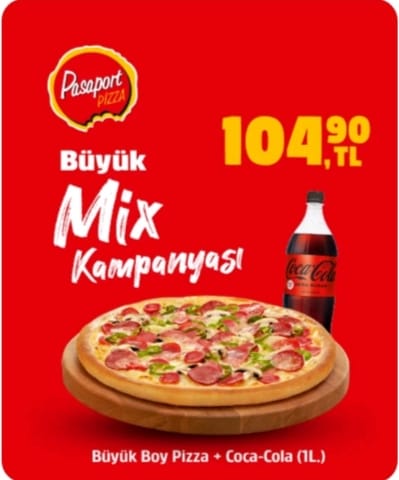 Pasaport
PIZZA
104,90 TL
Büyük
Mix
Kampanyası
Coca-Cola
Büyük Boy Pizza + Coca-Cola (1L.)